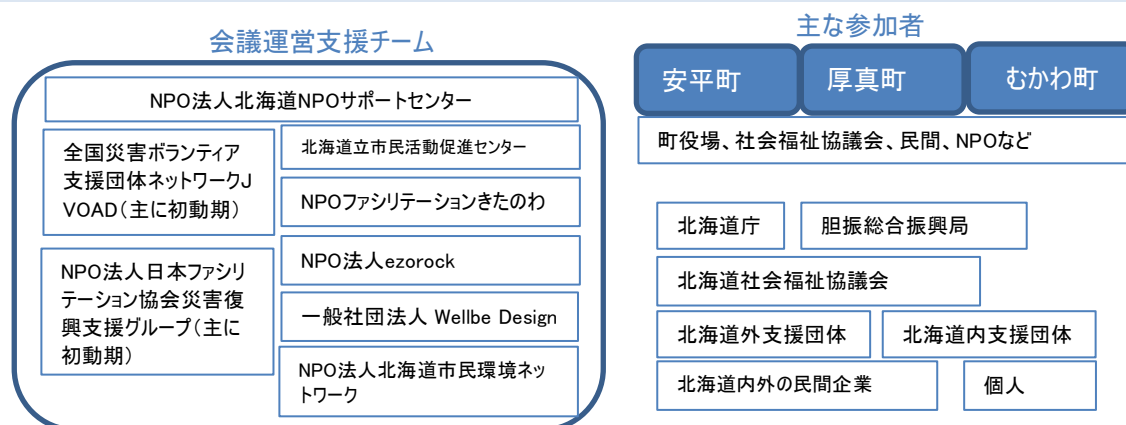 会議運営支援チーム
NPO法人北海道NPOサポートセンター
全国災害ボランティア
支援団体ネットワークJ
VOAD（主に初動期）
NPO法人日本ファシリ
テーション協会災害復
興支援グループ（主に
初動期）
北海道立市民活動促進センター
NPOファシリテーションきたのわ
NPO法人ezorock
一般社団法人 Wellbe Design
NPO法人北海道市民環境ネッ
トワーク
主な参加者
安平町 厚真町 むかわ町
町役場、社会福祉協議会、民間、NPOなど
北海道庁 胆振総合振興局
北海道社会福祉協議会
北海道外支援団体 北海道内支援団体
北海道内外の民間企業 個人